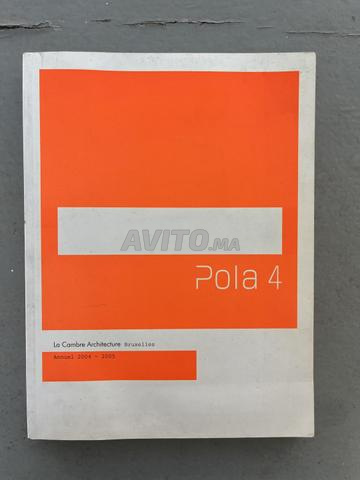 AVITO.MA
Pola 4
La Cambre Architecture Bruxelles
Annuel 2004 - 2005